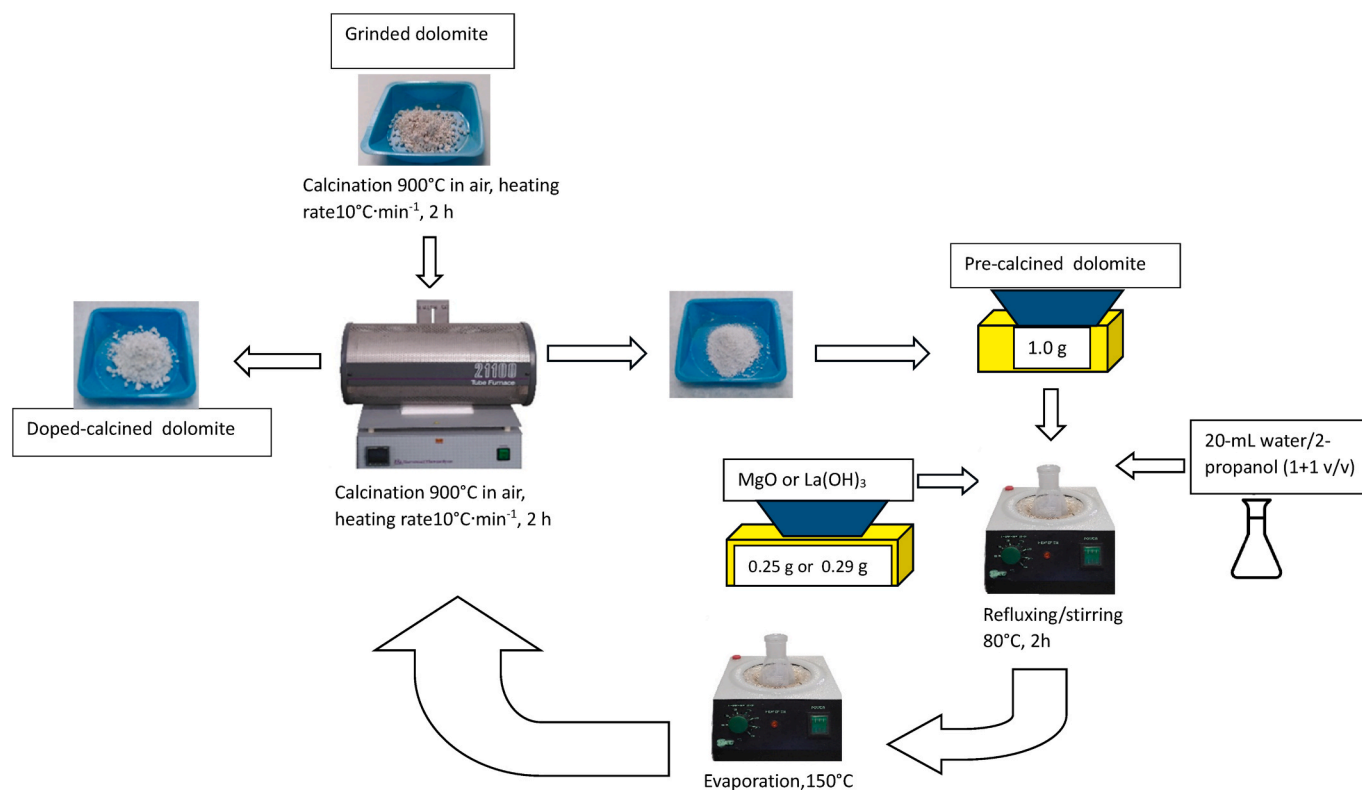 Grinded dolomite
Calcination 900°C in air, heating
rate10°C·min⁻¹, 2 h
Pre-calcined dolomite
1.0 g
21100
Tube Furnace
Doped-calcined dolomite
Calcination 900°C in air,
heating rate10°C·min⁻¹, 2 h
MgO or La(OH)₃
0.25 g or 0.29 g
20-mL water/2-
propanol (1+1 v/v)
Refluxing/stirring
80°C, 2h
Evaporation,150°C